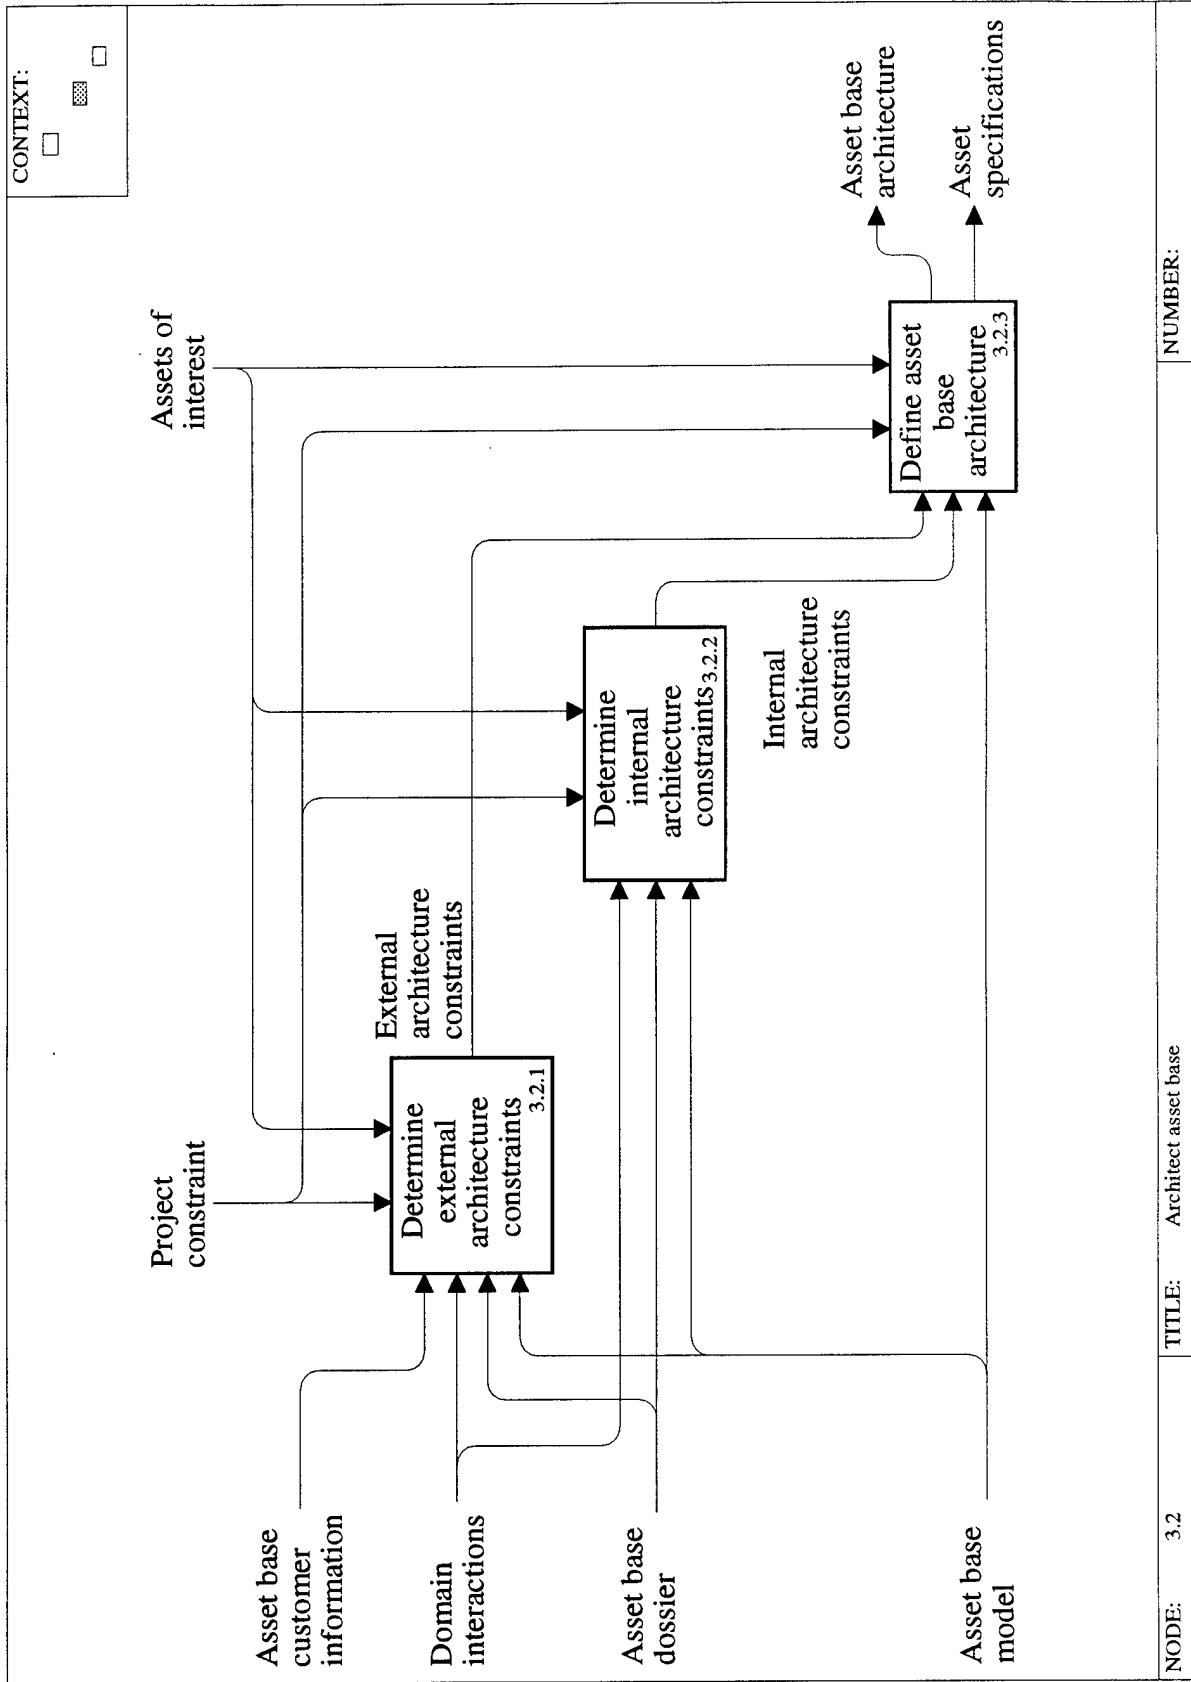 CONTEXT:
Project
constraint
Assets of
interest
Asset base
customer
information
Domain
interactions
Asset base
dossier
Asset base
model
Determine
external
architecture
constraints
3.2.1
External
architecture
constraints
Determine
internal
architecture
constraints
3.2.2
Internal
architecture
constraints
Define asset
base
architecture
3.2.3
Asset base
architecture
Asset
specifications
NODE: 3.2
TITLE: Architect asset base
NUMBER: